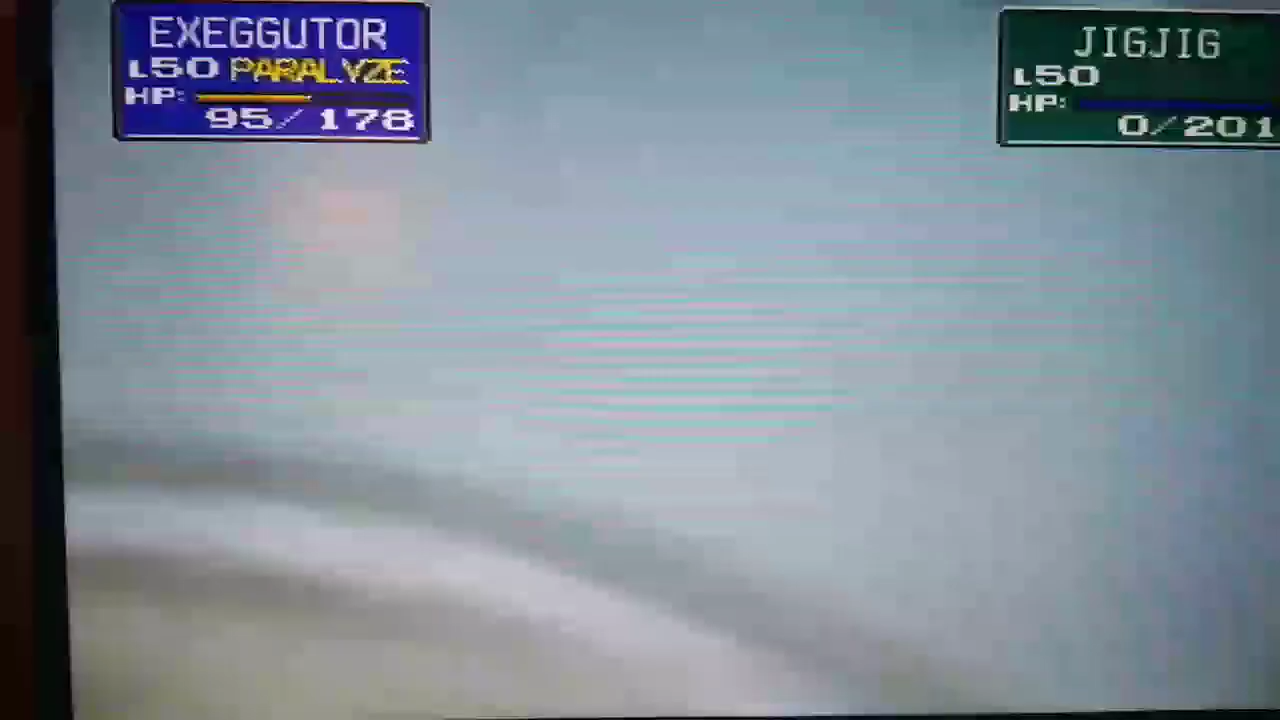 EXEGGUTOR
L50 PARALYZE
HP:
95/178
JIGJIG
L50
HP:
0/201